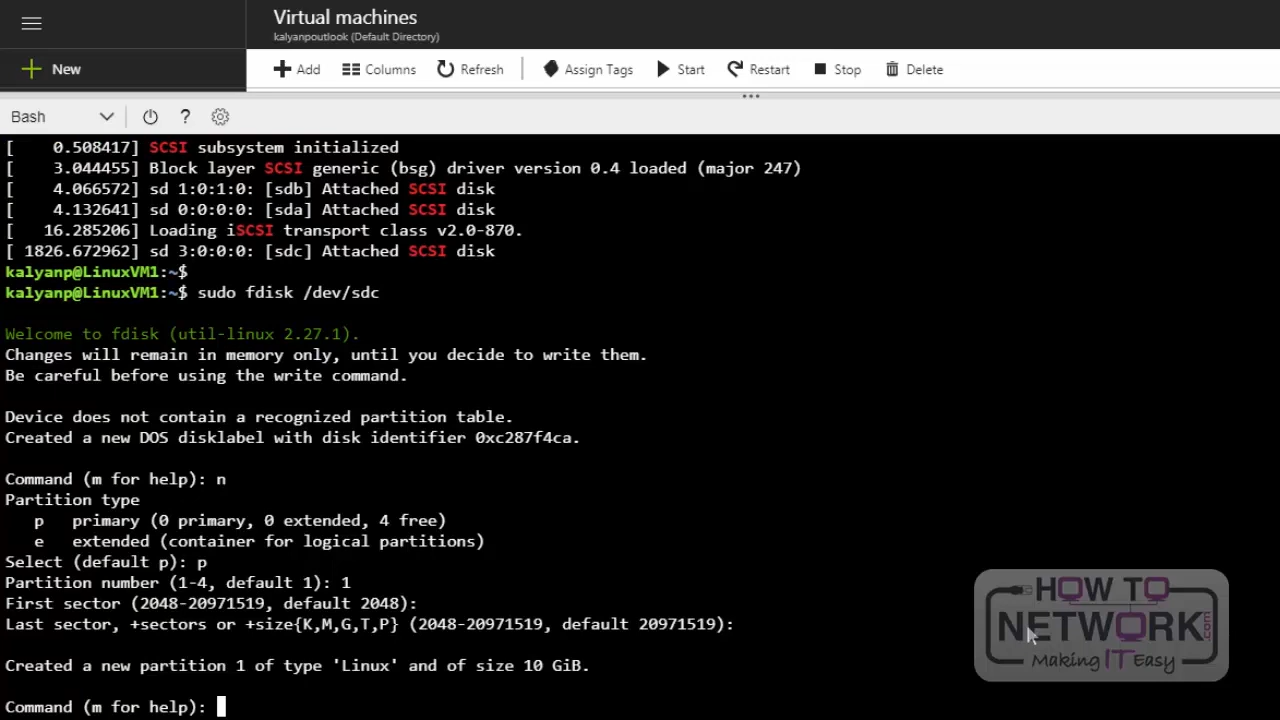 Virtual machines
kalyanpoutlook (Default Directory)
New
Add Columns Refresh Assign Tags Start Restart Stop Delete
Bash ?
[    0.508417] SCSI subsystem initialized
[    3.044455] Block layer SCSI generic (bsg) driver version 0.4 loaded (major 247)
[    4.066572] sd 1:0:1:0: [sdb] Attached SCSI disk
[    4.132641] sd 0:0:0:0: [sda] Attached SCSI disk
[   16.285206] Loading iSCSI transport class v2.0-870.
[ 1826.672962] sd 3:0:0:0: [sdc] Attached SCSI disk
kalyanp@LinuxVM1:~$
kalyanp@LinuxVM1:~$ sudo fdisk /dev/sdc
Welcome to fdisk (util-linux 2.27.1).
Changes will remain in memory only, until you decide to write them.
Be careful before using the write command.
Device does not contain a recognized partition table.
Created a new DOS disklabel with disk identifier 0xc287f4ca.
Command (m for help): n
Partition type
   p   primary (0 primary, 0 extended, 4 free)
   e   extended (container for logical partitions)
Select (default p): p
Partition number (1-4, default 1): 1
First sector (2048-20971519, default 2048):
Last sector, +sectors or +size{K,M,G,T,P} (2048-20971519, default 20971519):
Created a new partition 1 of type 'Linux' and of size 10 GiB.
Command (m for help):
HOW TO
NETWORK.com
Making IT Easy